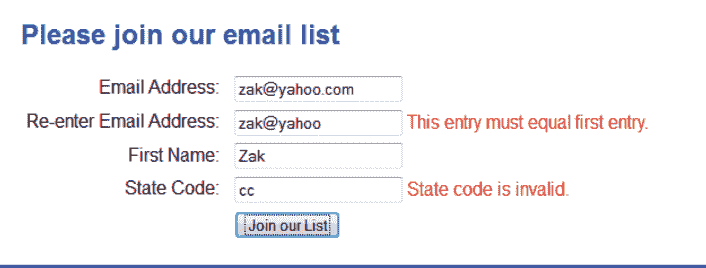 Please join our email list
Email Address: zak@yahoo.com
Re-enter Email Address: zak@yahoo This entry must equal first entry.
First Name: Zak
State Code: cc State code is invalid.
Join our List